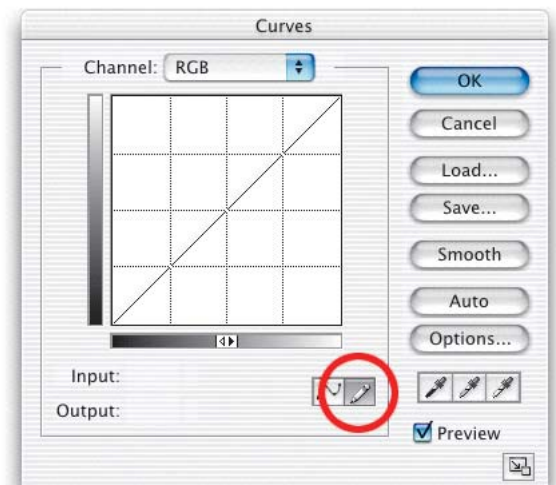 Curves
Channel: RGB
OK
Cancel
Load...
Save...
Smooth
Auto
Options...
Input:
Output:
Preview